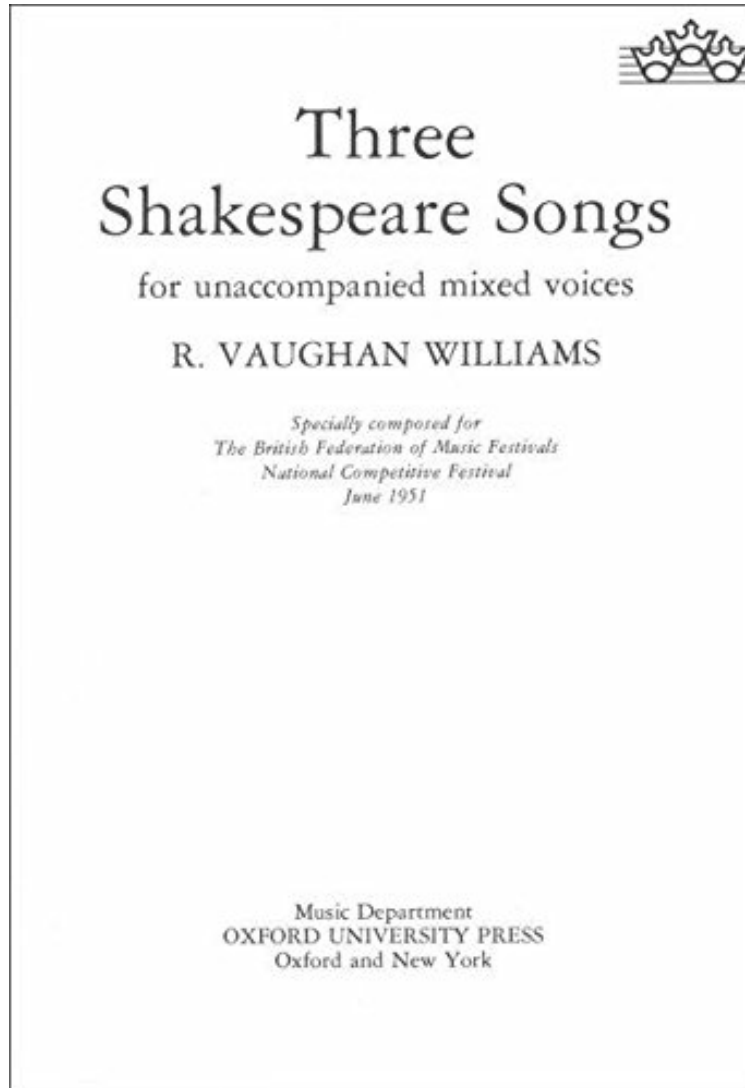 Three
Shakespeare Songs
for unaccompanied mixed voices
R. VAUGHAN WILLIAMS
Specially composed for
The British Federation of Music Festivals
National Competitive Festival
June 1951
Music Department
OXFORD UNIVERSITY PRESS
Oxford and New York